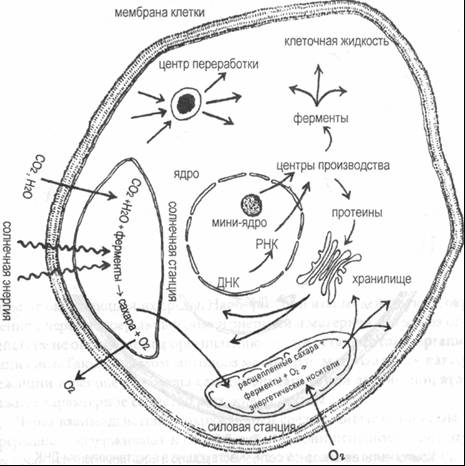 мембрана клетки
клеточная жидкость
центр переработки
ферменты
центры производства
ядро
мини-ядро
протеины
РНК
ДНК
хранилище
CO₂, H₂O
CO₂ + H₂O + ферменты → сахара + O₂
солнечная станция
солнечная энергия
O₂
расщепленные сахара +
ферменты + O₂ →
энергетические носители
силовая станция
O₂